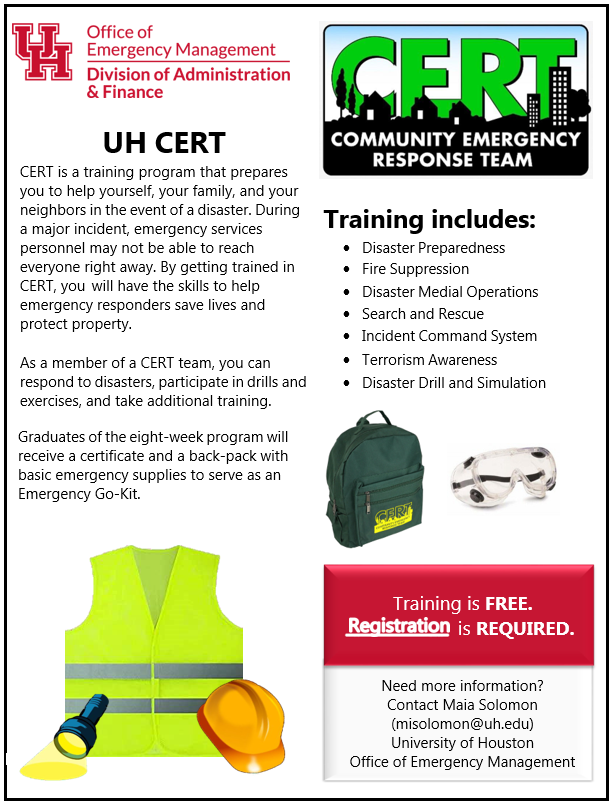 Office of
Emergency Management
Division of Administration
& Finance
UH CERT
CERT is a training program that prepares
you to help yourself, your family, and your
neighbors in the event of a disaster. During
a major incident, emergency services
personnel may not be able to reach
everyone right away. By getting trained in
CERT, you will have the skills to help
emergency responders save lives and
protect property.
As a member of a CERT team, you can
respond to disasters, participate in drills and
exercises, and take additional training.
Graduates of the eight-week program will
receive a certificate and a back-pack with
basic emergency supplies to serve as an
Emergency Go-Kit.
CERT
COMMUNITY EMERGENCY
RESPONSE TEAM
Training includes:
• Disaster Preparedness
• Fire Suppression
• Disaster Medial Operations
• Search and Rescue
• Incident Command System
• Terrorism Awareness
• Disaster Drill and Simulation
CERT
Training is FREE.
Registration is REQUIRED.
Need more information?
Contact Maia Solomon
(misolomon@uh.edu)
University of Houston
Office of Emergency Management